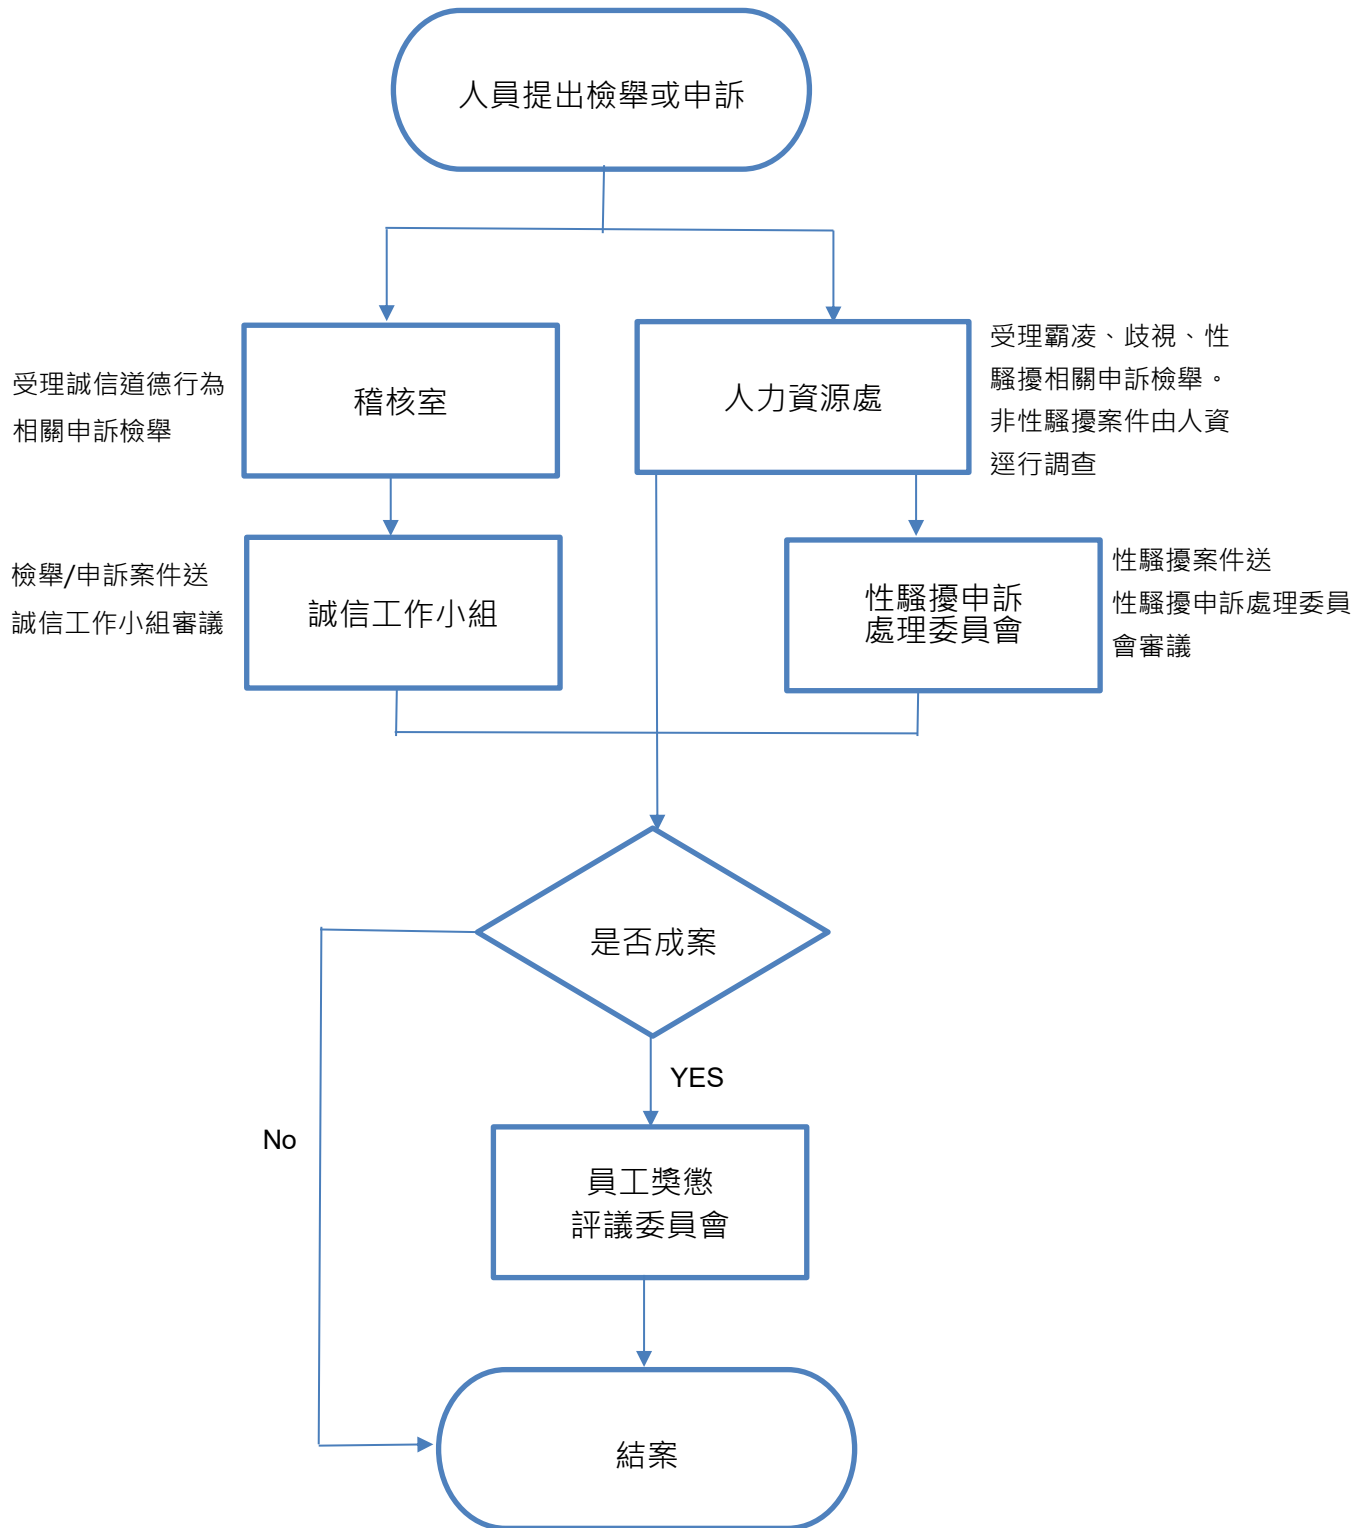 人員提出檢舉或申訴
受理誠信道德行為
相關申訴檢舉
稽核室
人力資源處
受理霸凌、歧視、性
騷擾相關申訴檢舉。
非性騷擾案件由人資
逕行調查
檢舉/申訴案件送
誠信工作小組審議
誠信工作小組
性騷擾申訴
處理委員會
性騷擾案件送
性騷擾申訴處理委員
會審議
是否成案
YES
No
員工獎懲
評議委員會
結案